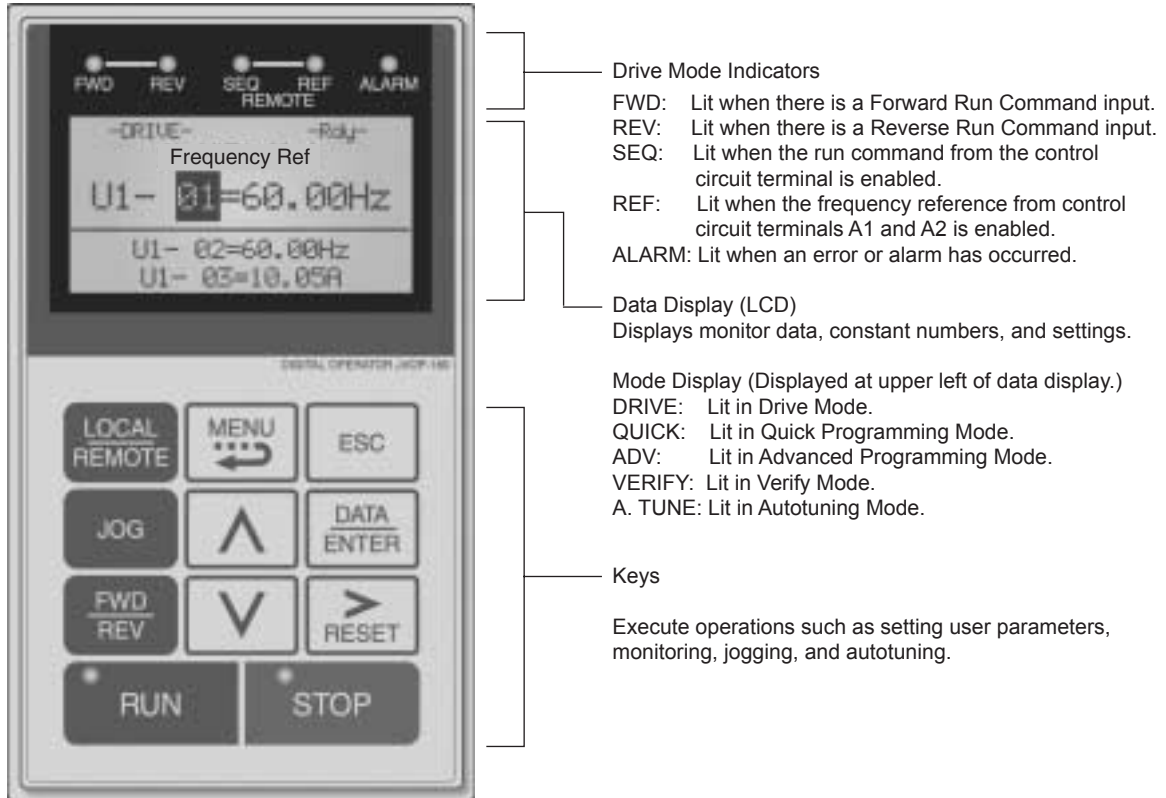 FWD REV SEQ REF ALARM
REMOTE
-DRIVE- -Rdy-
Frequency Ref
U1- 01=60.00Hz
U1- 02=60.00Hz
U1- 03=10.05A
DIGITAL OPERATOR
LOCAL
REMOTE
MENU
ESC
JOG
DATA
ENTER
FWD
REV
>
RESET
RUN
STOP
Drive Mode Indicators
FWD: Lit when there is a Forward Run Command input.
REV: Lit when there is a Reverse Run Command input.
SEQ: Lit when the run command from the control
circuit terminal is enabled.
REF: Lit when the frequency reference from control
circuit terminals A1 and A2 is enabled.
ALARM: Lit when an error or alarm has occurred.
Data Display (LCD)
Displays monitor data, constant numbers, and settings.
Mode Display (Displayed at upper left of data display.)
DRIVE: Lit in Drive Mode.
QUICK: Lit in Quick Programming Mode.
ADV: Lit in Advanced Programming Mode.
VERIFY: Lit in Verify Mode.
A. TUNE: Lit in Autotuning Mode.
Keys
Execute operations such as setting user parameters,
monitoring, jogging, and autotuning.